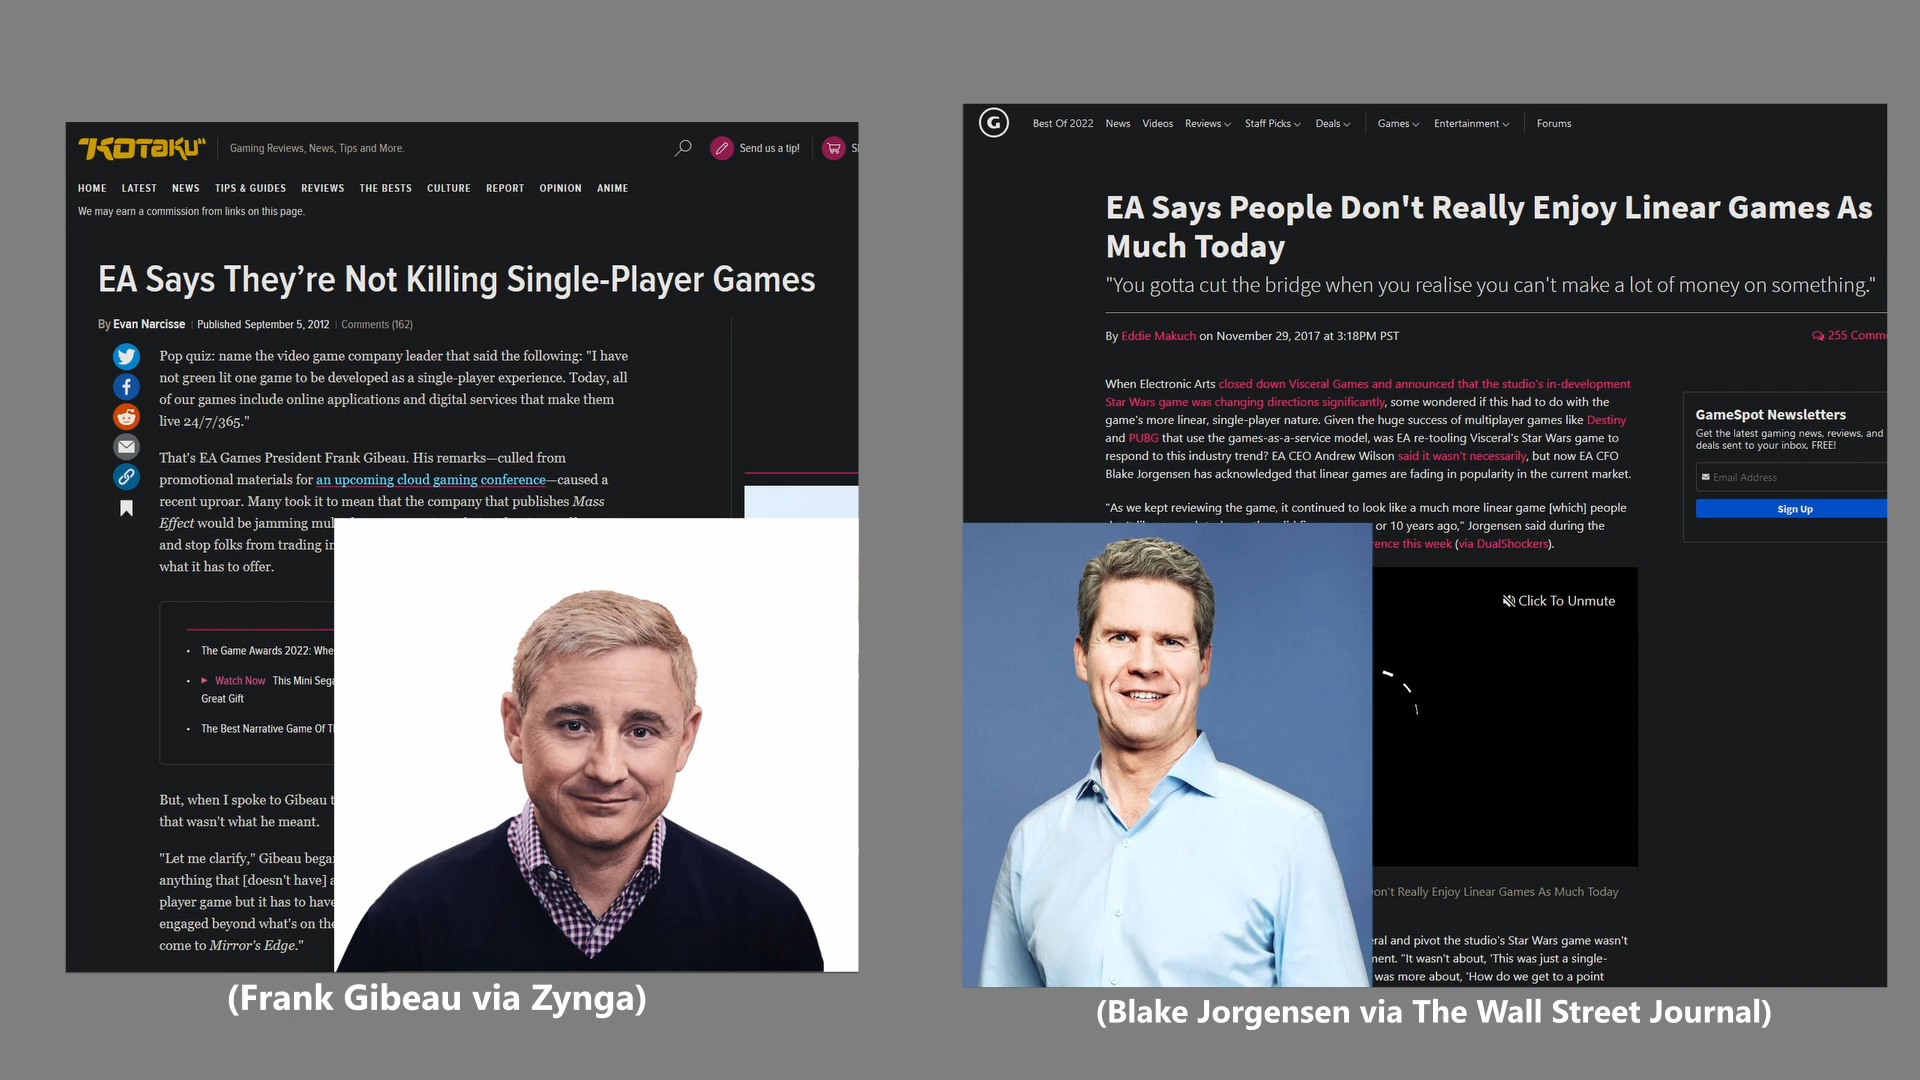 KOTAKU
Gaming Reviews, News, Tips and More.
Send us a tip!
HOME LATEST NEWS TIPS & GUIDES REVIEWS THE BESTS CULTURE REPORT OPINION ANIME
We may earn a commission from links on this page.
EA Says They're Not Killing Single-Player Games
By Evan Narcisse | Published September 5, 2012 | Comments (162)
Pop quiz: name the video game company leader that said the following: "I have
not green lit one game to be developed as a single-player experience. Today, all
of our games include online applications and digital services that make them
live 24/7/365."
That's EA Games President Frank Gibeau. His remarks—culled from
promotional materials for an upcoming cloud gaming conference—caused a
recent uproar. Many took it to mean that the company that publishes Mass
Effect would be jamming
and stop folks from trading
what it has to offer.
The Game Awards 2022:
Watch Now This Mini
Great Gift
The Best Narrative Game Of
But, when I spoke to Gibeau
that wasn't what he meant.
"Let me clarify," Gibeau
anything that [doesn't have]
player game but it has to have
engaged beyond what's on
come to Mirror's Edge."
(Frank Gibeau via Zynga)
G
Best Of 2022 News Videos Reviews Staff Picks Deals Games Entertainment Forums
EA Says People Don't Really Enjoy Linear Games As
Much Today
"You gotta cut the bridge when you realise you can't make a lot of money on something."
By Eddie Makuch on November 29, 2017 at 3:18PM PST
255
When Electronic Arts closed down Visceral Games and announced that the studio's in-development
Star Wars game was changing directions significantly, some wondered if this had to do with the
game's more linear, single-player nature. Given the huge success of multiplayer games like Destiny
and PUBG that use the games-as-a-service model, was EA re-tooling Visceral's Star Wars game to
respond to this industry trend? EA CEO Andrew Wilson said it wasn't necessarily, but now EA CFO
Blake Jorgensen has acknowledged that linear games are fading in popularity in the current market.
"As we kept reviewing the game, it continued to look like a much more linear game [which] people
or 10 years ago," Jorgensen said during the
this week (via DualShockers).
GameSpot Newsletters
Get the latest gaming news, reviews, and
deals sent to your inbox, FREE!
Email Address
Sign Up
Click To Unmute
Really Enjoy Linear Games As Much Today
and pivot the studio's Star Wars game wasn't
"It wasn't about, 'This was just a single-
was more about, 'How do we get to a point
(Blake Jorgensen via The Wall Street Journal)